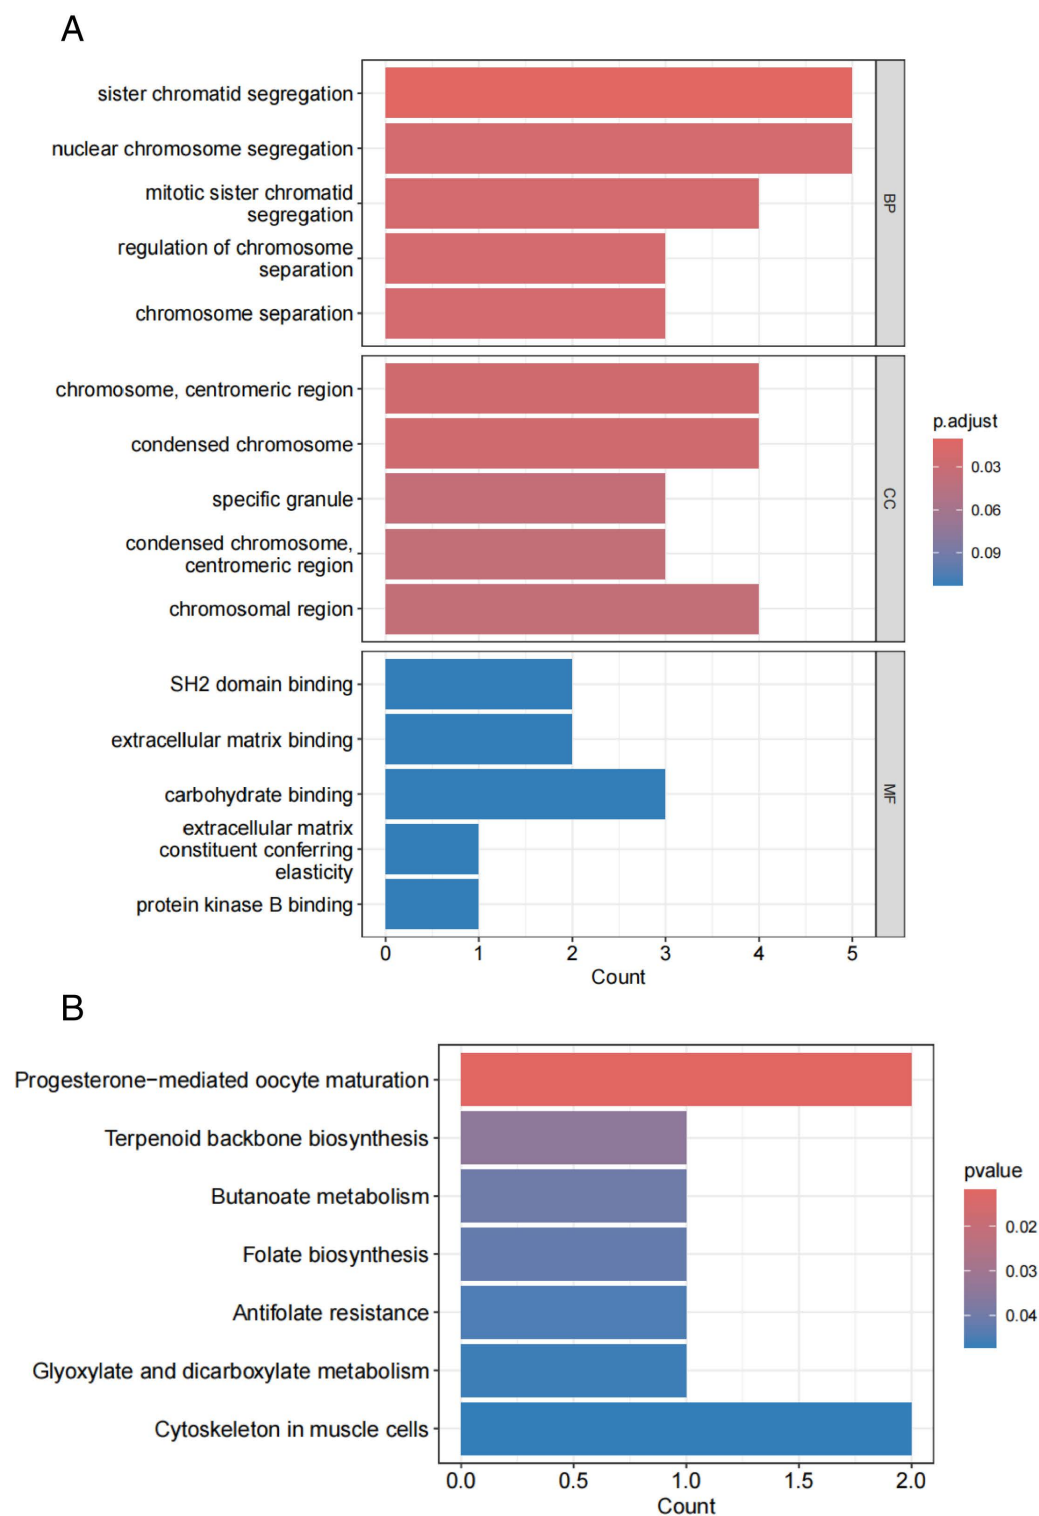 A
sister chromatid segregation
nuclear chromosome segregation
mitotic sister chromatid
segregation
regulation of chromosome
separation
chromosome separation
BP
chromosome, centromeric region
condensed chromosome
specific granule
condensed chromosome,
centromeric region
chromosomal region
CC
p.adjust
0.03
0.06
0.09
SH2 domain binding
extracellular matrix binding
carbohydrate binding
extracellular matrix
constituent conferring
elasticity
protein kinase B binding
MF
0 1 2 3 4 5
Count
B
Progesterone−mediated oocyte maturation
Terpenoid backbone biosynthesis
Butanoate metabolism
Folate biosynthesis
Antifolate resistance
Glyoxylate and dicarboxylate metabolism
Cytoskeleton in muscle cells
pvalue
0.02
0.03
0.04
0.0 0.5 1.0 1.5 2.0
Count